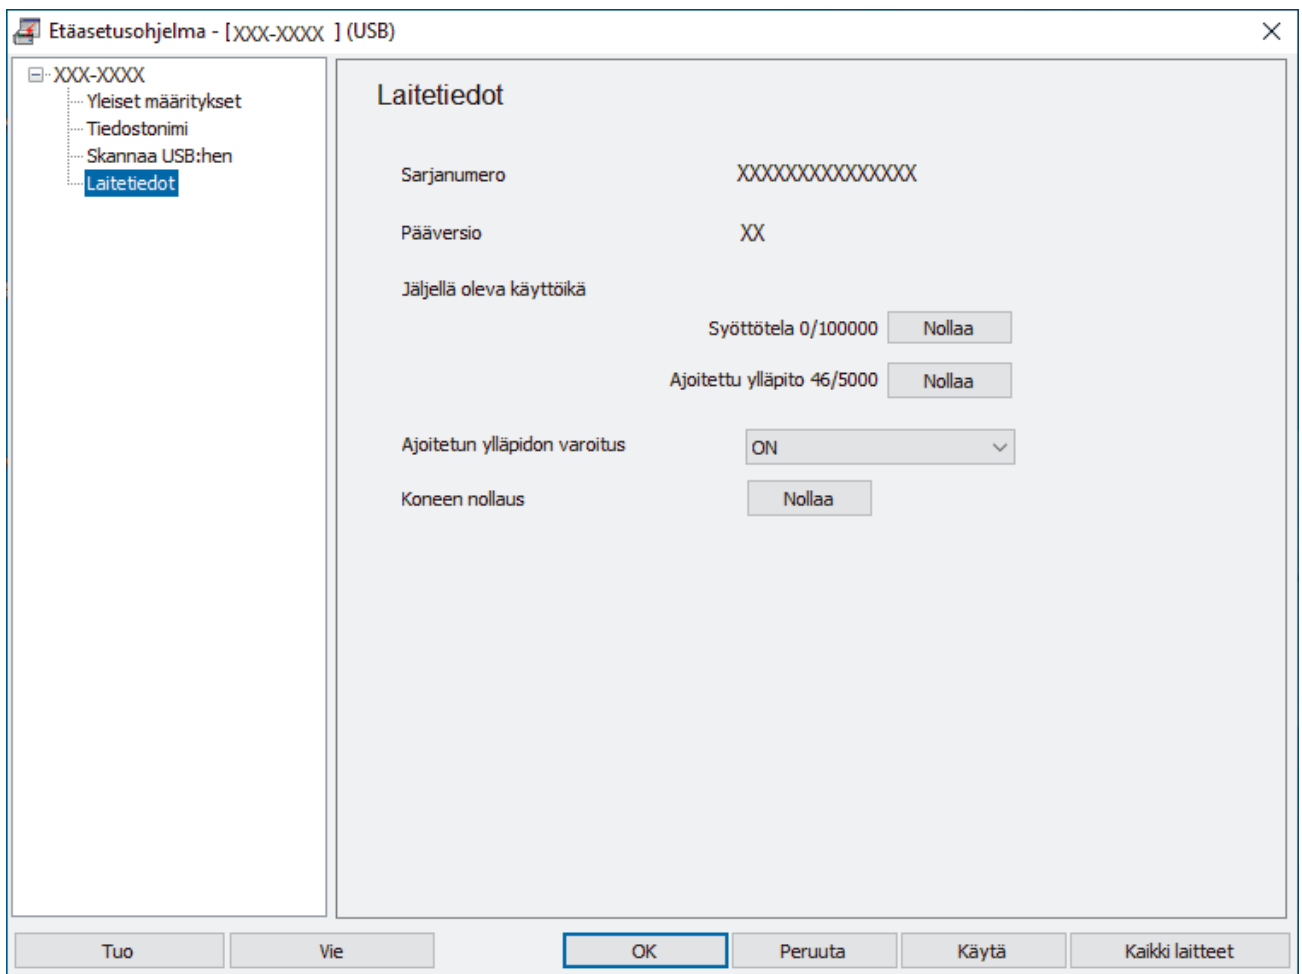 Etäasetusohjelma - [ XXX-XXXX ] (USB)
XXX-XXXX
Yleiset määritykset
Tiedostonimi
Skannaa USB:hen
Laitetiedot
Laitetiedot
Sarjanumero XXXXXXXXXXXXXXX
Pääversio XX
Jäljellä oleva käyttöikä
Syöttötela 0/100000 Nollaa
Ajoitettu ylläpito 46/5000 Nollaa
Ajoitetun ylläpidon varoitus ON
Koneen nollaus Nollaa
Tuo Vie OK Peruuta Käytä Kaikki laitteet